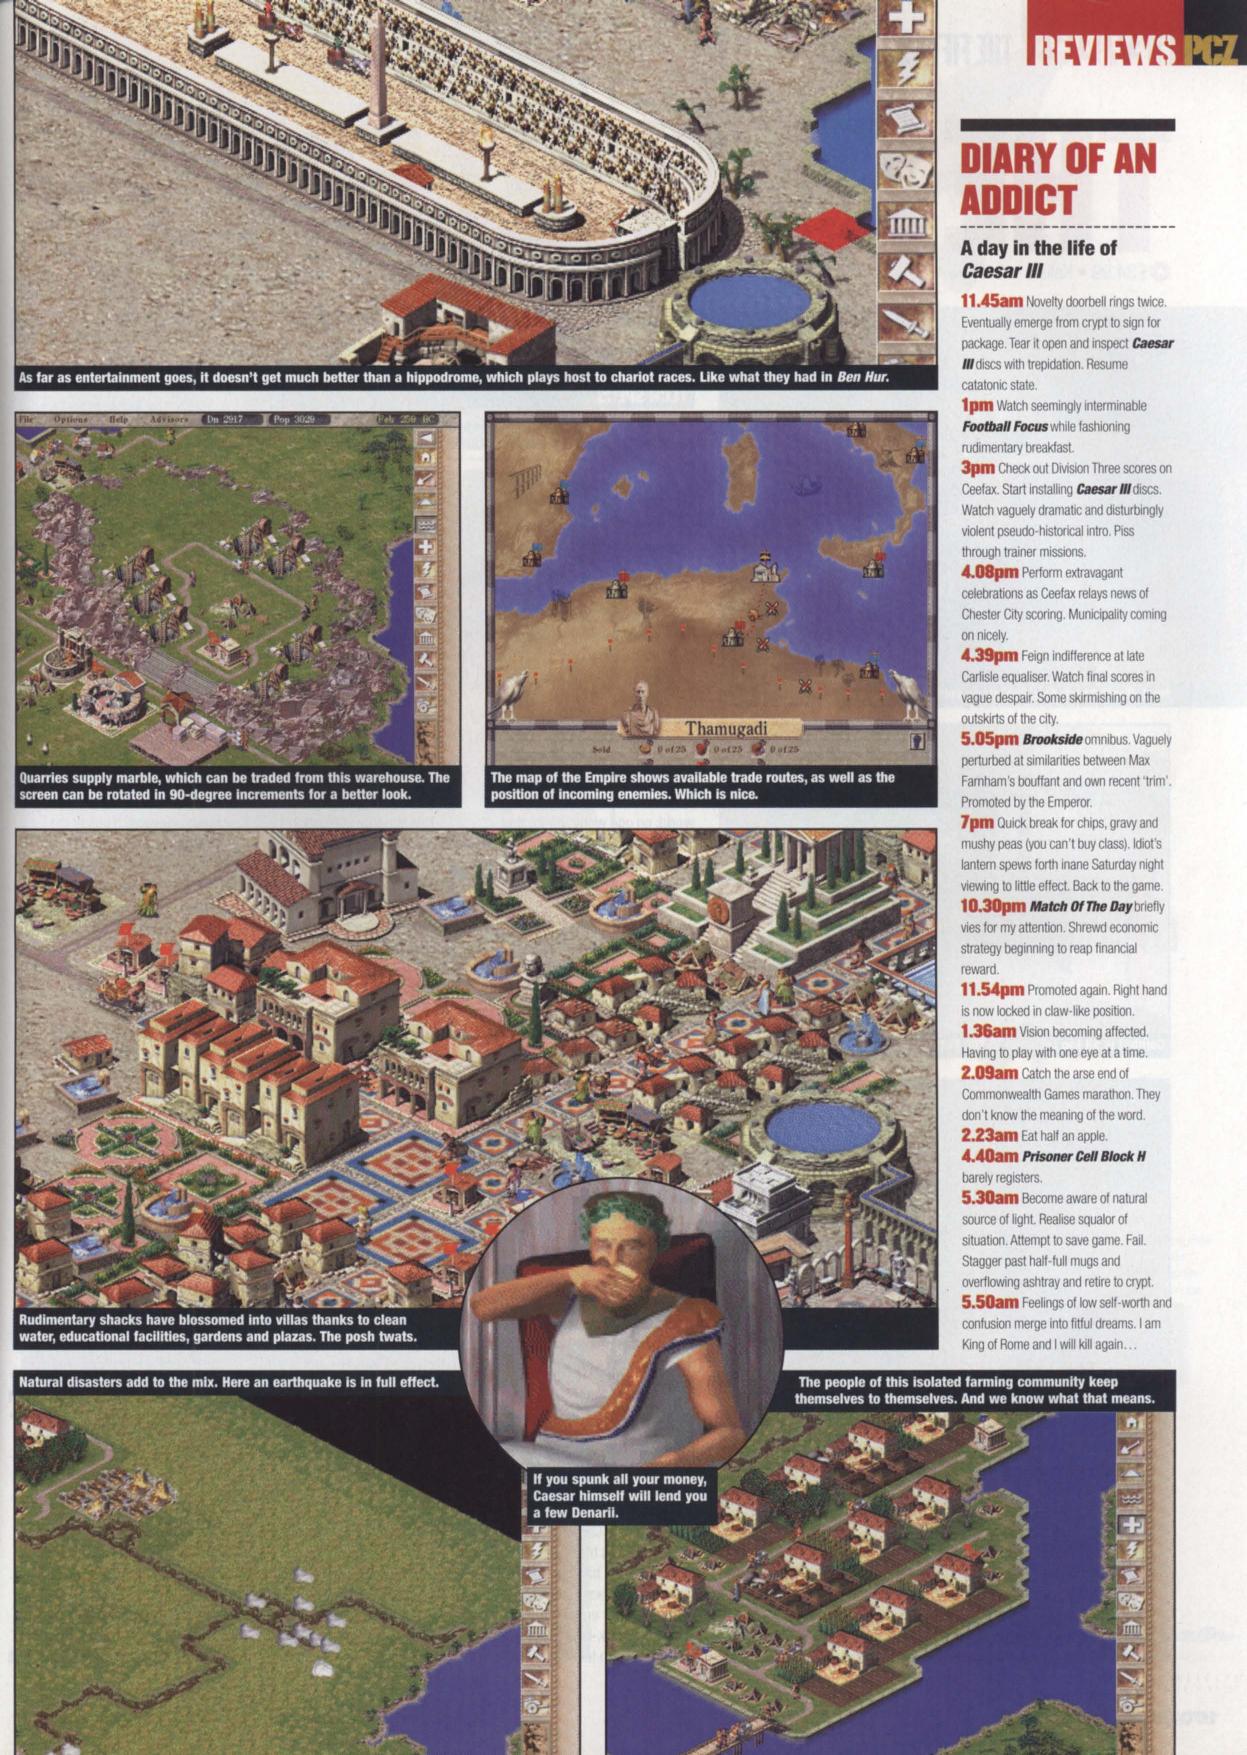 REVIEWS PCZ
As far as entertainment goes, it doesn't get much better than a hippodrome, which plays host to chariot races. Like what they had in Ben Hur.
File Options Help Advisors Dn 2917 Pop 3029 Feb 250 BC
Quarries supply marble, which can be traded from this warehouse. The
screen can be rotated in 90-degree increments for a better look.
Thamugadi
Sold 0 of 25 0 of 25 0 of 25
The map of the Empire shows available trade routes, as well as the
position of incoming enemies. Which is nice.
Rudimentary shacks have blossomed into villas thanks to clean
water, educational facilities, gardens and plazas. The posh twats.
Natural disasters add to the mix. Here an earthquake is in full effect.
If you spunk all your money,
Caesar himself will lend you
a few Denarii.
The people of this isolated farming community keep
themselves to themselves. And we know what that means.
DIARY OF AN
ADDICT
A day in the life of
Caesar III
11.45am Novelty doorbell rings twice.
Eventually emerge from crypt to sign for
package. Tear it open and inspect Caesar
III discs with trepidation. Resume
catatonic state.
1pm Watch seemingly interminable
Football Focus while fashioning
rudimentary breakfast.
3pm Check out Division Three scores on
Ceefax. Start installing Caesar III discs.
Watch vaguely dramatic and disturbingly
violent pseudo-historical intro. Piss
through trainer missions.
4.08pm Perform extravagant
celebrations as Ceefax relays news of
Chester City scoring. Municipality coming
on nicely.
4.39pm Feign indifference at late
Carlisle equaliser. Watch final scores in
vague despair. Some skirmishing on the
outskirts of the city.
5.05pm Brookside omnibus. Vaguely
perturbed at similarities between Max
Farnham's bouffant and own recent 'trim'.
Promoted by the Emperor.
7pm Quick break for chips, gravy and
mushy peas (you can't buy class). Idiot's
lantern spews forth inane Saturday night
viewing to little effect. Back to the game.
10.30pm Match Of The Day briefly
vies for my attention. Shrewd economic
strategy beginning to reap financial
reward.
11.54pm Promoted again. Right hand
is now locked in claw-like position.
1.36am Vision becoming affected.
Having to play with one eye at a time.
2.09am Catch the arse end of
Commonwealth Games marathon. They
don't know the meaning of the word.
2.23am Eat half an apple.
4.40am Prisoner Cell Block H
barely registers.
5.30am Become aware of natural
source of light. Realise squalor of
situation. Attempt to save game. Fail.
Stagger past half-full mugs and
overflowing ashtray and retire to crypt.
5.50am Feelings of low self-worth and
confusion merge into fitful dreams. I am
King of Rome and I will kill again...